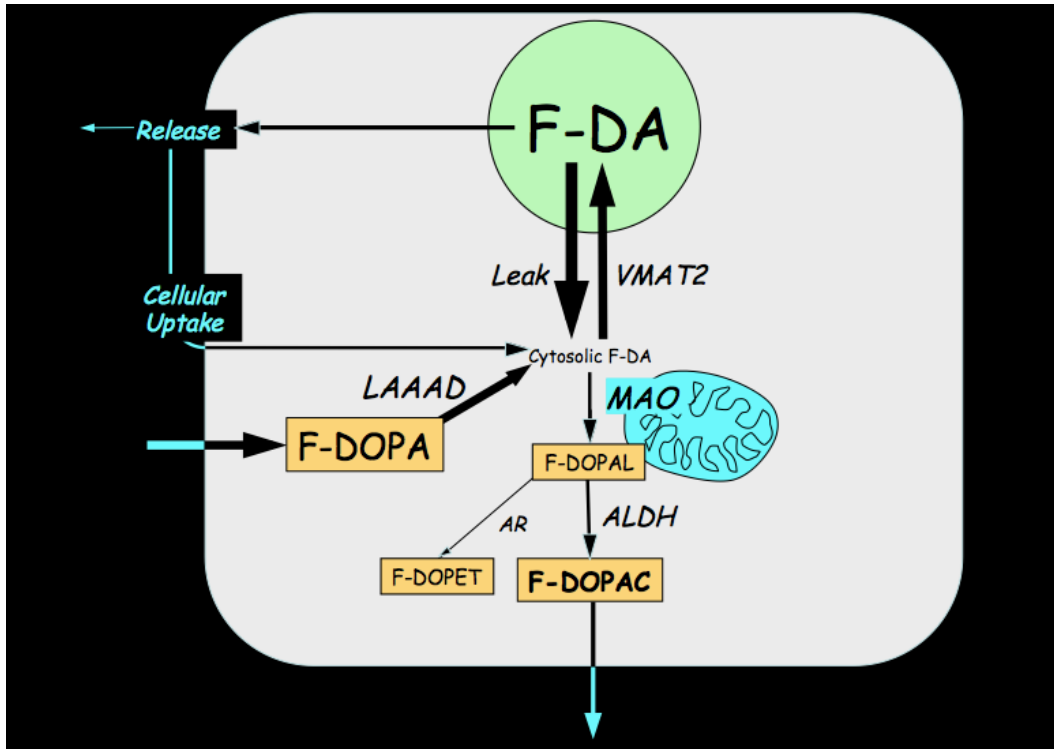 F-DA
Release
Leak
VMAT2
Cellular
Uptake
Cytosolic F-DA
LAAAD
MAO
F-DOPA
F-DOPAL
AR
ALDH
F-DOPET
F-DOPAC